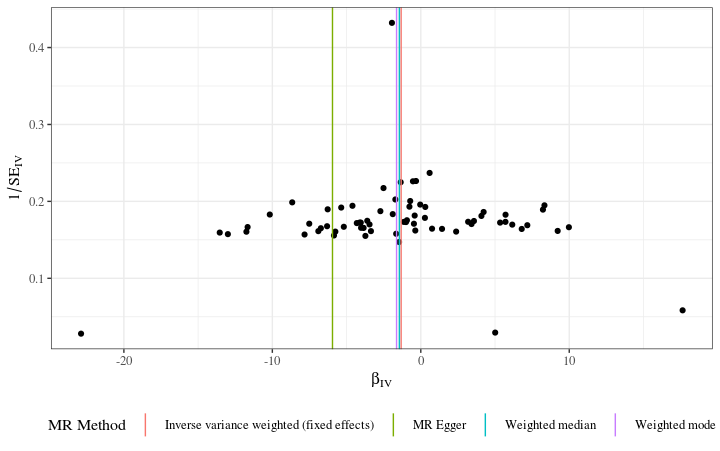 0.4
0.3
0.2
0.1
1/SE_IV
-20
-10
0
10
β_IV
MR Method
Inverse variance weighted (fixed effects)
MR Egger
Weighted median
Weighted mode